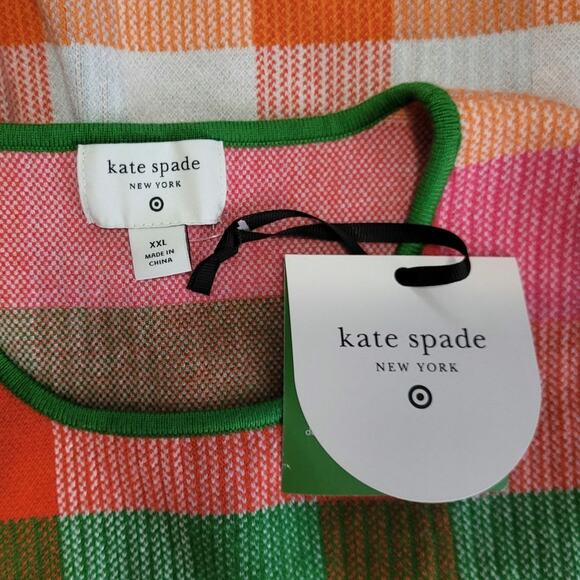 kate spade
NEW YORK
XXL
MADE IN
CHINA
kate spade
NEW YORK